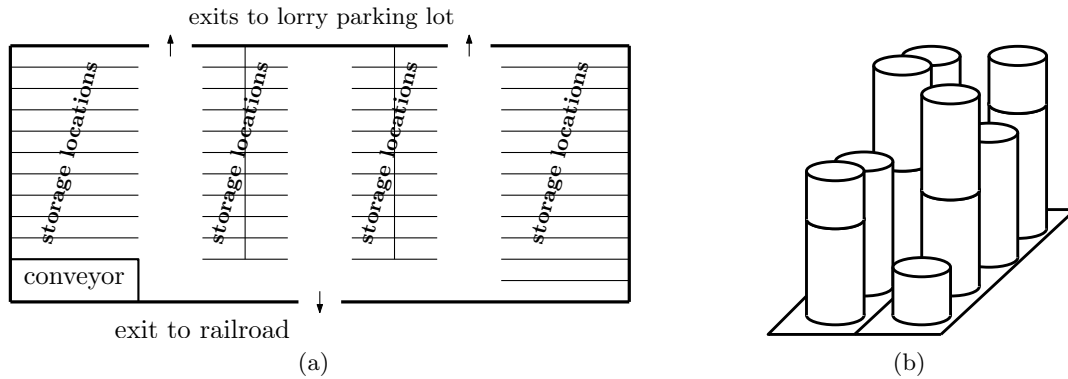 exits to lorry parking lot
storage locations
storage locations
storage locations
storage locations
conveyor
exit to railroad
(a)
(b)